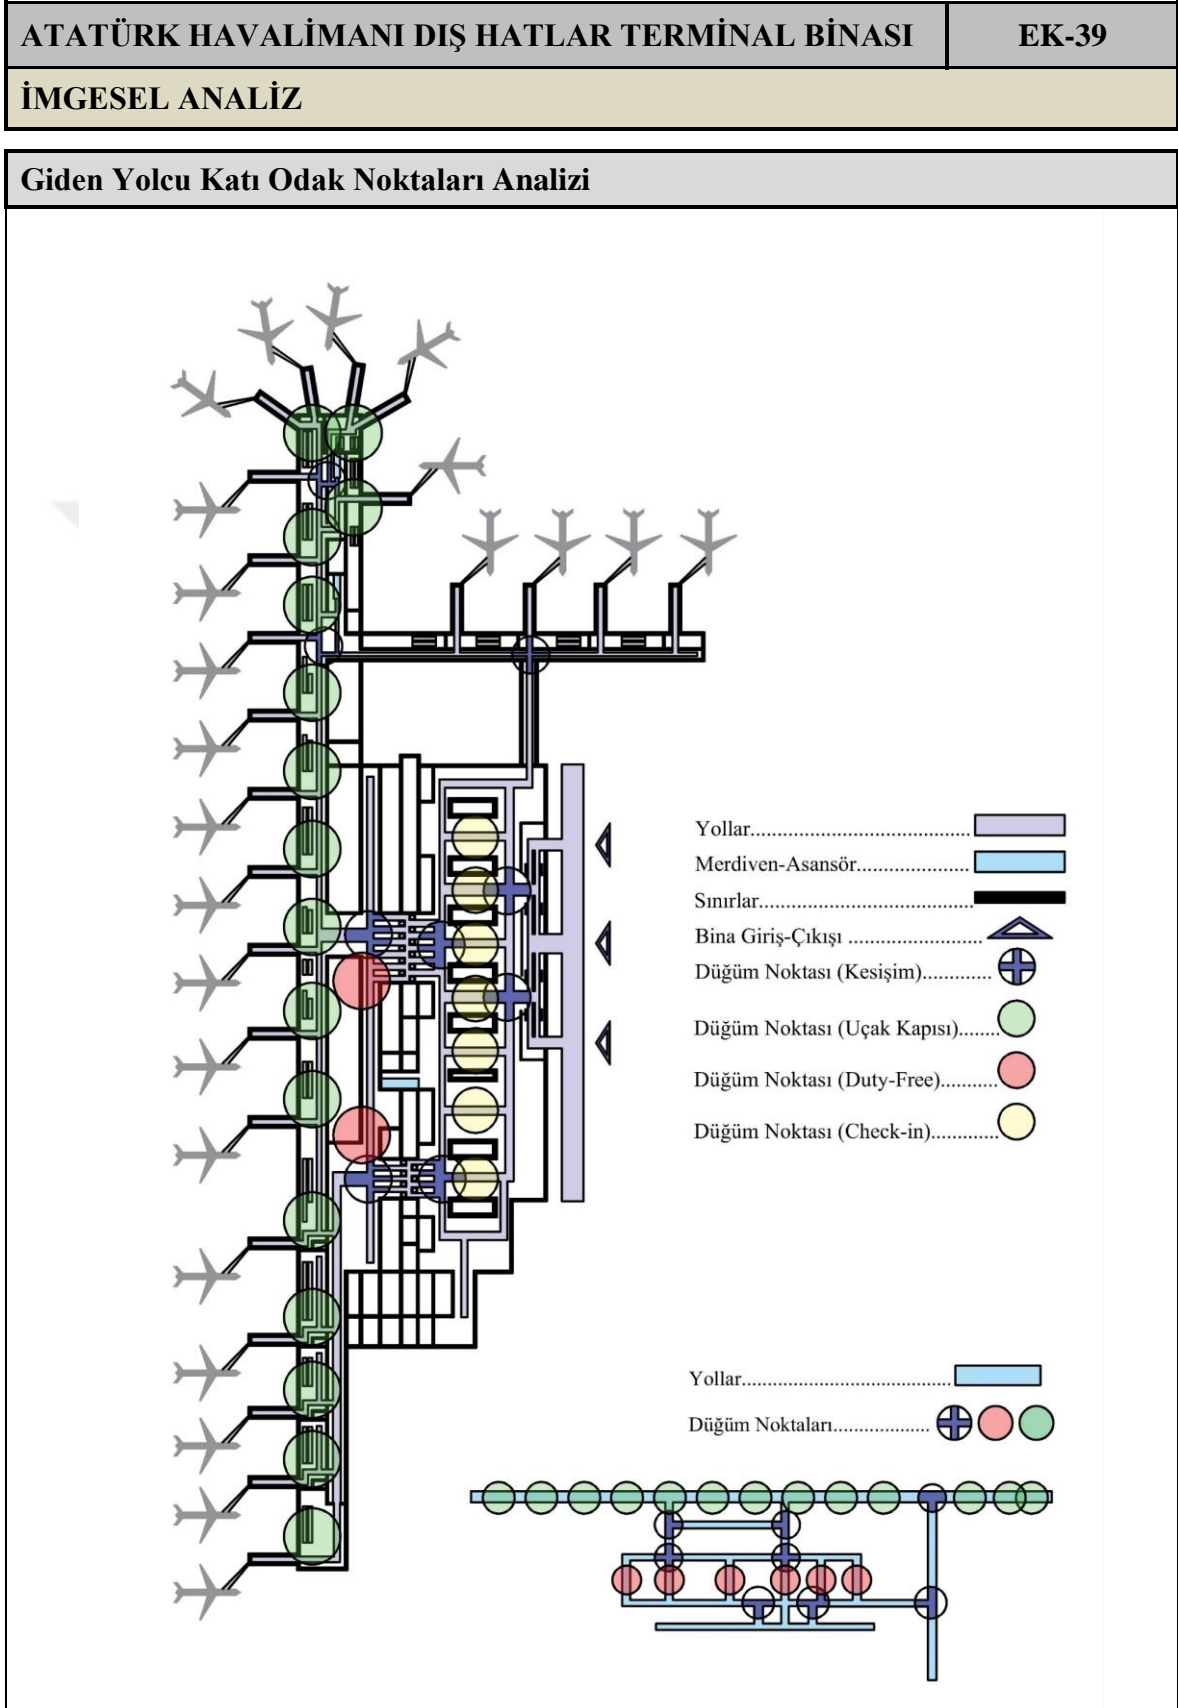 ATATÜRK HAVALİMANI DIŞ HATLAR TERMİNAL BİNASI EK-39
İMGESEL ANALİZ
Giden Yolcu Katı Odak Noktaları Analizi
Yollar........................................
Merdiven-Asansör.....................
Sınırlar.......................................
Bina Giriş-Çıkışı ........................
Düğüm Noktası (Kesişim).............
Düğüm Noktası (Uçak Kapısı)........
Düğüm Noktası (Duty-Free)...........
Düğüm Noktası (Check-in).............
Yollar......................................
Düğüm Noktaları..................